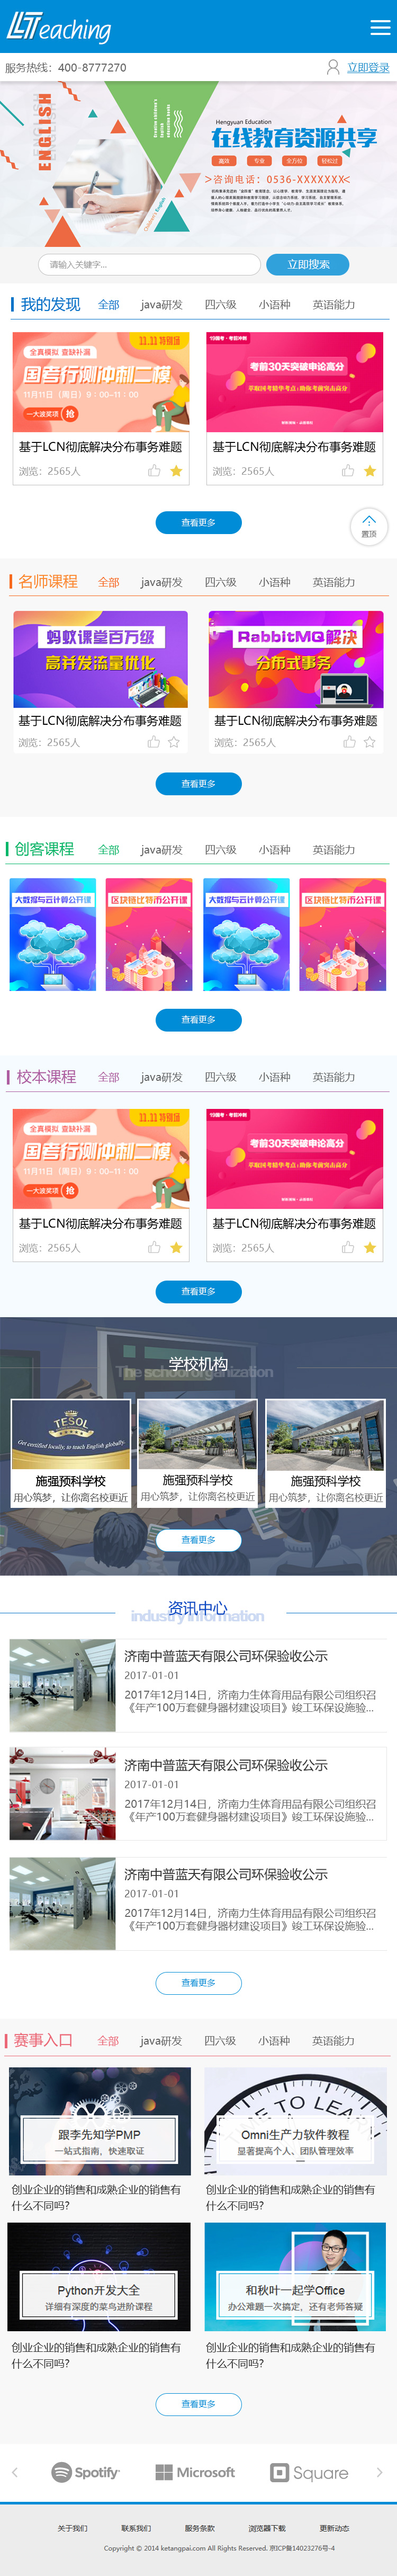 LTeaching
服务热线：400-8777270 立即登录
ENGLISH
Hengyuan Education
在线教育资源共享
高效 专业 全方位 轻松过
>咨询电话：0536-XXXXXXX<
请输入关键字... 立即搜索
我的发现 全部 java研发 四六级 小语种 英语能力
11.11 特别场
全真模拟 查缺补漏
国考行测冲刺二模
11月11日（周日）9：00-11：00
一大波奖项 抢
考前30天突破申论高分
基于LCN彻底解决分布事务难题 基于LCN彻底解决分布事务难题
浏览：2565人 浏览：2565人
查看更多
置顶
名师课程 全部 java研发 四六级 小语种 英语能力
蚂蚁课堂百万级
高并发流量优化
RabbitMQ解决
分布式事务
基于LCN彻底解决分布事务难题 基于LCN彻底解决分布事务难题
浏览：2565人 浏览：2565人
查看更多
创客课程 全部 java研发 四六级 小语种 英语能力
大数据与云计算公开课 区块链比特币公开课 大数据与云计算公开课 区块链比特币公开课
查看更多
校本课程 全部 java研发 四六级 小语种 英语能力
11.11 特别场
全真模拟 查缺补漏
国考行测冲刺二模
11月11日（周日）9：00-11：00
一大波奖项 抢
考前30天突破申论高分
基于LCN彻底解决分布事务难题 基于LCN彻底解决分布事务难题
浏览：2565人 浏览：2565人
查看更多
学校机构
The school organization
TESOL
Get certified locally, to teach English globally.
施强预科学校 施强预科学校 施强预科学校
用心筑梦，让你离名校更近 用心筑梦，让你离名校更近 用心筑梦，让你离名校更近
查看更多
资讯中心
industry information
济南中普蓝天有限公司环保验收公示
2017-01-01
2017年12月14日，济南力生体育用品有限公司组织召
《年产100万套健身器材建设项目》竣工环保设施验...
济南中普蓝天有限公司环保验收公示
2017-01-01
2017年12月14日，济南力生体育用品有限公司组织召
《年产100万套健身器材建设项目》竣工环保设施验...
济南中普蓝天有限公司环保验收公示
2017-01-01
2017年12月14日，济南力生体育用品有限公司组织召
《年产100万套健身器材建设项目》竣工环保设施验...
查看更多
赛事入口 全部 java研发 四六级 小语种 英语能力
跟李先知学PMP
一站式指南，快速取证
TIME TO LEA
Omni生产力软件教程
显著提高个人、团队管理效率
创业企业的销售和成熟企业的销售有
什么不同吗?
创业企业的销售和成熟企业的销售有
什么不同吗?
Python开发大全
详细有深度的菜鸟进阶课程
和秋叶一起学Office
办公难题一次搞定，还有老师答疑
创业企业的销售和成熟企业的销售有
什么不同吗?
创业企业的销售和成熟企业的销售有
什么不同吗?
查看更多
Spotify Microsoft Square
关于我们 联系我们 服务条款 浏览器下载 更新动态
Copyright © 2014 ketangpai.com All Rights Reserved. 京ICP备14023276号-4